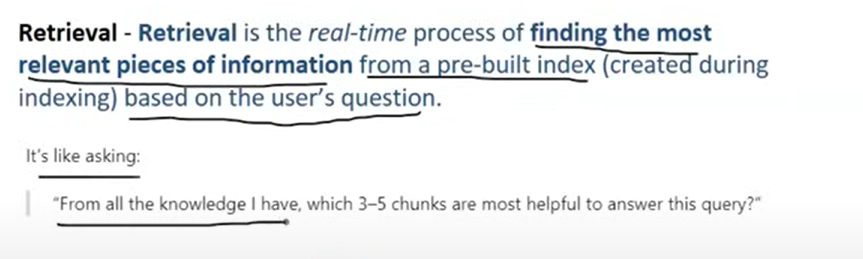 Retrieval - Retrieval is the real-time process of finding the most
relevant pieces of information from a pre-built index (created during
indexing) based on the user's question.
It's like asking:
"From all the knowledge I have, which 3–5 chunks are most helpful to answer this query?"